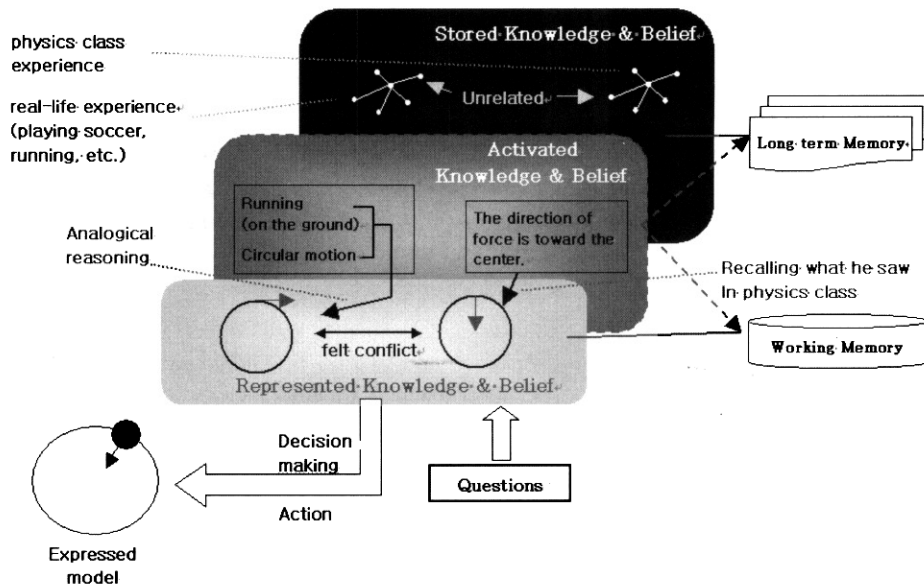 Stored Knowledge & Belief
physics class
experience
real-life experience
(playing soccer,
running, etc.)
Unrelated
Long term Memory
Activated
Knowledge & Belief
Running
(on the ground)
Circular motion
The direction of
force is toward the
center.
Analogical
reasoning
Recalling what he saw
In physics class
felt conflict
Working Memory
Represented Knowledge & Belief
Decision
making
Action
Questions
Expressed
model